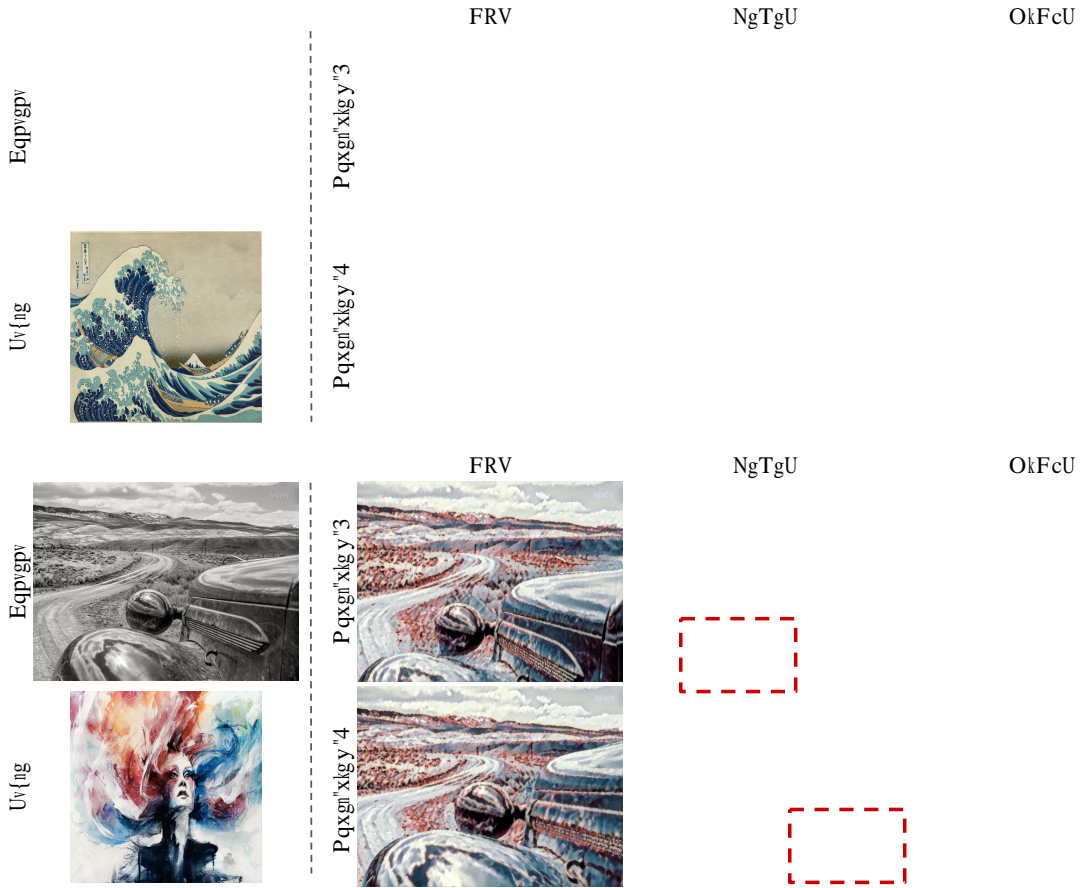 FRV NgTgU OkFcU
Eqpvgpv
Pqxgn"xkgy"3
Uv{ng
Pqxgn"xkgy"4
FRV NgTgU OkFcU
Eqpvgpv
Pqxgn"xkgy"3
Uv{ng
Pqxgn"xkgy"4